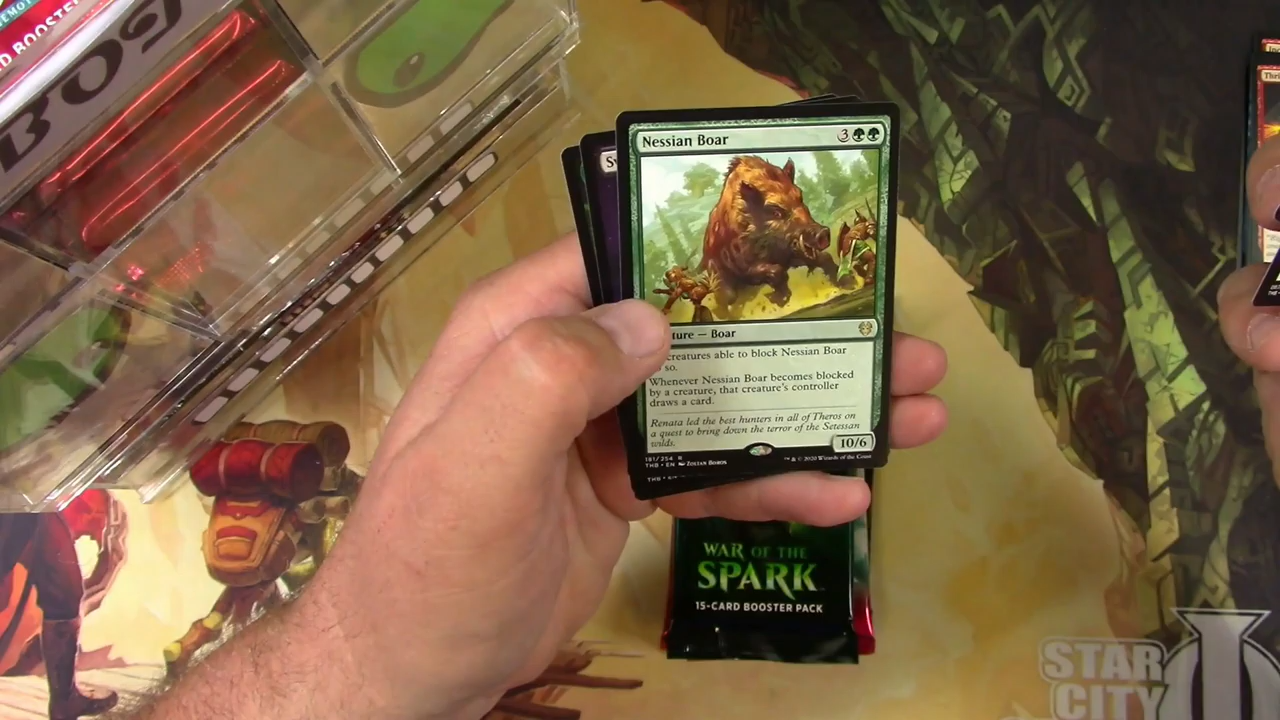 BOOSTER
BOG
Nessian Boar 3
ture — Boar
creatures able to block Nessian Boar
so.
Whenever Nessian Boar becomes blocked
by a creature, that creature's controller
draws a card.
Renata led the best hunters in all of Theros on
a quest to bring down the terror of the Setessan
wilds.
10/6
181/254 R
THB • EN Zoltan Boros
™ & © 2020 Wizards of the Coast
WAR OF THE
SPARK
15-CARD BOOSTER PACK
STAR
CITY